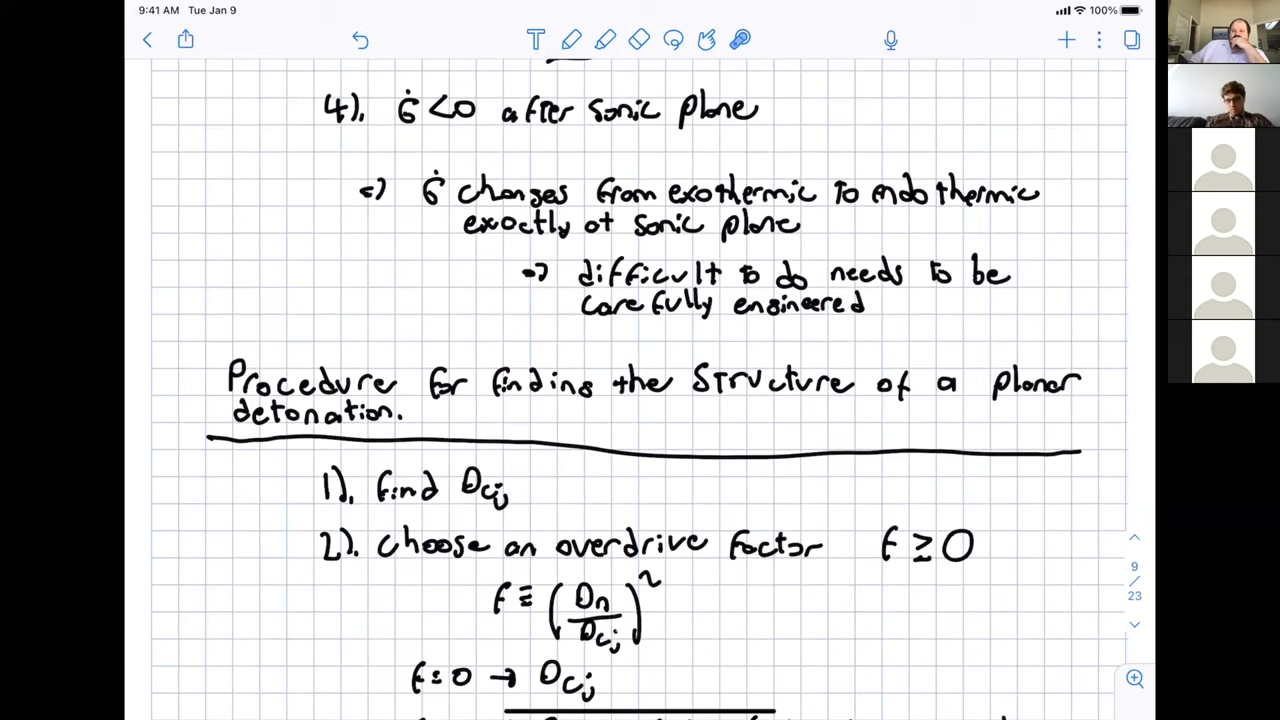 9:41 AM Tue Jan 9
100%
4). σ̇ <0 after sonic plane
=> σ̇ changes from exothermic to endothermic
exactly at sonic plane
=> difficult to do needs to be
carefully engineered
Procedure for finding the structure of a planar
detonation.
1). find Dcj
2). choose an overdrive factor f ≥ 0
f ≡ (Dn/Dcj)²
f = 0 → Dcj
9
/
23